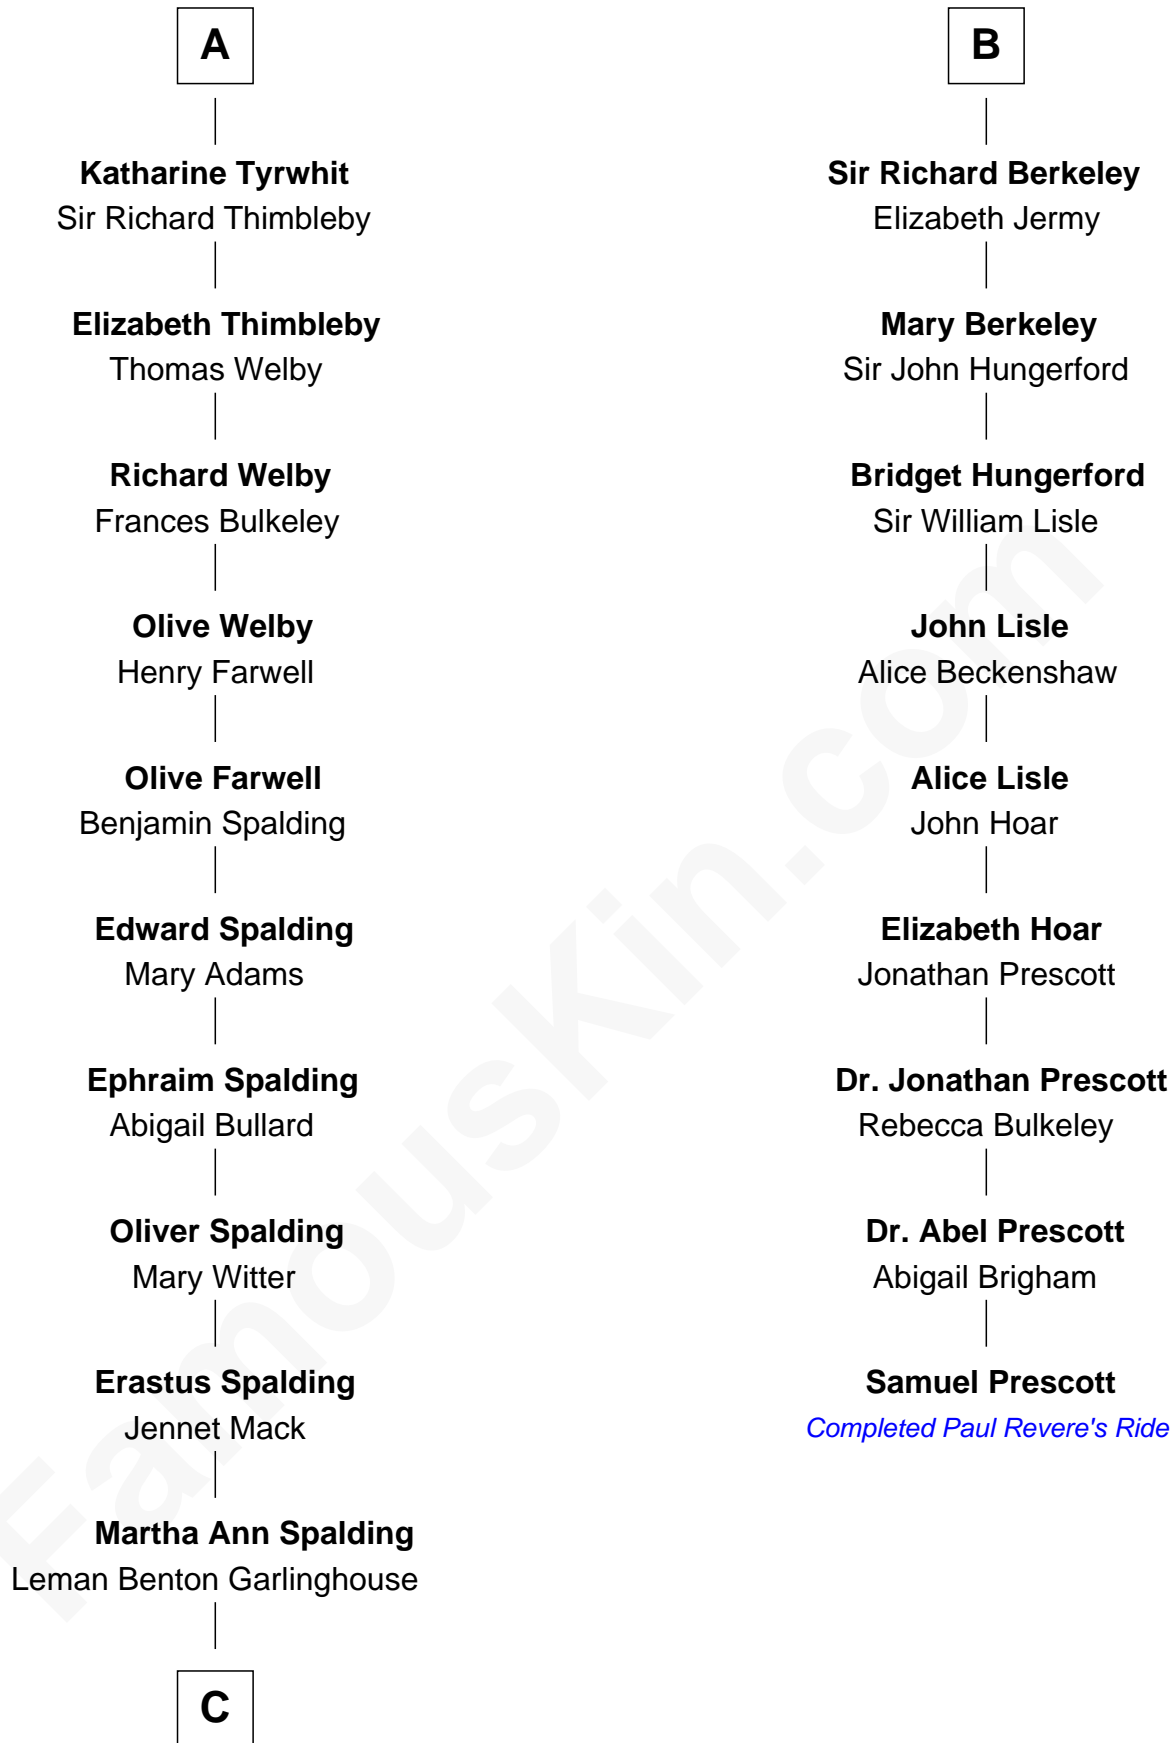 A
Katharine Tyrwhit
Sir Richard Thimbleby
Elizabeth Thimbleby
Thomas Welby
Richard Welby
Frances Bulkeley
Olive Welby
Henry Farwell
Olive Farwell
Benjamin Spalding
Edward Spalding
Mary Adams
Ephraim Spalding
Abigail Bullard
Oliver Spalding
Mary Witter
Erastus Spalding
Jennet Mack
Martha Ann Spalding
Leman Benton Garlinghouse
C
B
Sir Richard Berkeley
Elizabeth Jermy
Mary Berkeley
Sir John Hungerford
Bridget Hungerford
Sir William Lisle
John Lisle
Alice Beckenshaw
Alice Lisle
John Hoar
Elizabeth Hoar
Jonathan Prescott
Dr. Jonathan Prescott
Rebecca Bulkeley
Dr. Abel Prescott
Abigail Brigham
Samuel Prescott
Completed Paul Revere's Ride
FamousKin.com